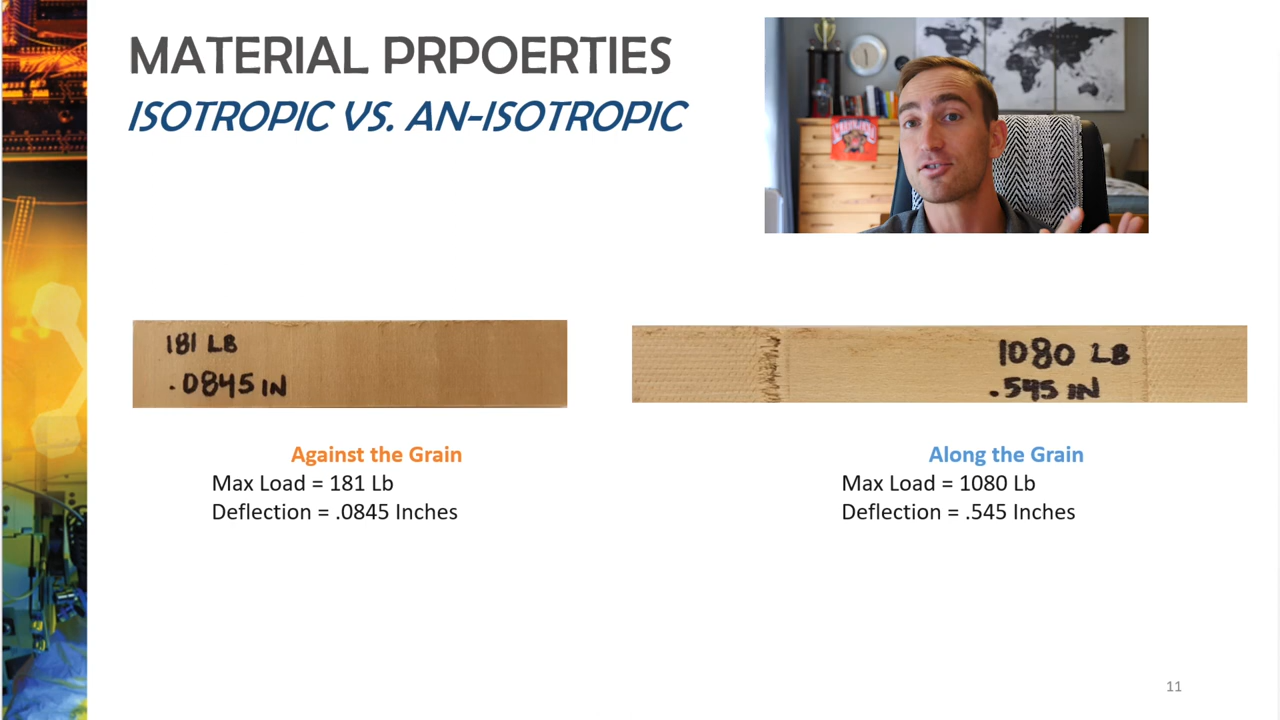 MATERIAL PRPOERTIES
ISOTROPIC VS. AN-ISOTROPIC
181 LB
.0845 IN
1080 LB
.545 IN
Against the Grain
Max Load = 181 Lb
Deflection = .0845 Inches
Along the Grain
Max Load = 1080 Lb
Deflection = .545 Inches
11